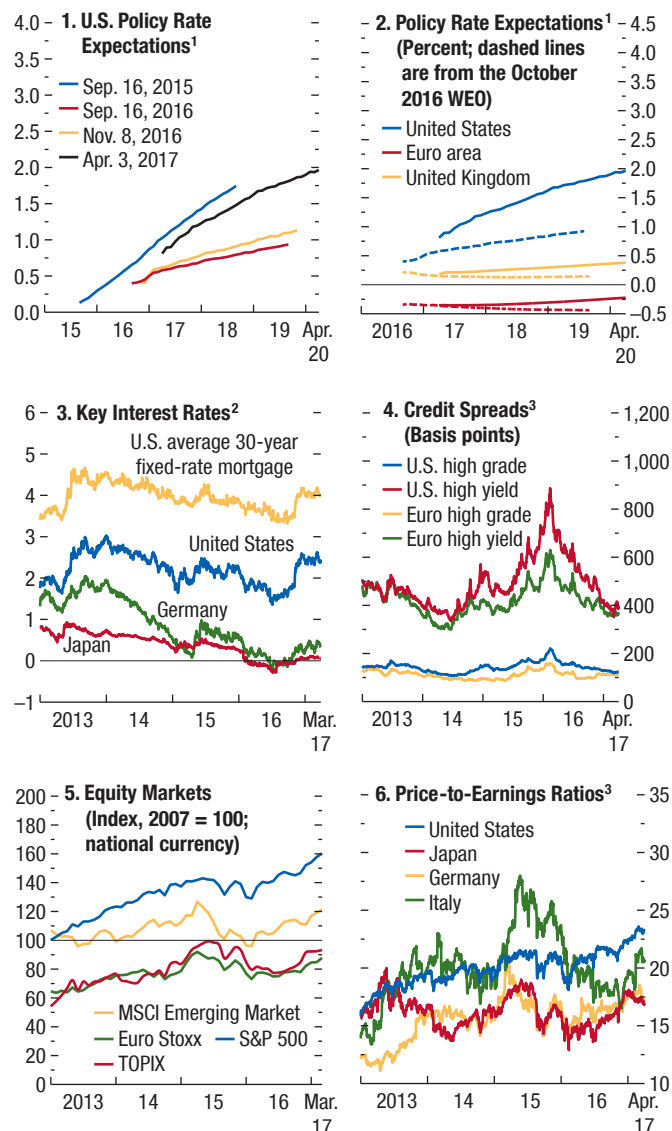 1. U.S. Policy Rate
Expectations1
Sep. 16, 2015
Sep. 16, 2016
Nov. 8, 2016
Apr. 3, 2017
4.0
3.5
3.0
2.5
2.0
1.5
1.0
0.5
0.0
15 16 17 18 19 Apr.
20
2. Policy Rate Expectations1
(Percent; dashed lines
are from the October
2016 WEO)
United States
Euro area
United Kingdom
4.5
4.0
3.5
3.0
2.5
2.0
1.5
1.0
0.5
0.0
–0.5
2016 17 18 19 Apr.
20
3. Key Interest Rates2
U.S. average 30-year
fixed-rate mortgage
United States
Germany
Japan
6
5
4
3
2
1
0
–1
2013 14 15 16 Mar.
17
4. Credit Spreads3
(Basis points)
U.S. high grade
U.S. high yield
Euro high grade
Euro high yield
1,200
1,000
800
600
400
200
0
2013 14 15 16 Apr.
17
5. Equity Markets
(Index, 2007 = 100;
national currency)
MSCI Emerging Market
Euro Stoxx S&P 500
TOPIX
200
180
160
140
120
100
80
60
40
20
0
2013 14 15 16 Mar.
17
6. Price-to-Earnings Ratios3
United States
Japan
Germany
Italy
35
30
25
20
15
10
2013 14 15 16 Apr.
17